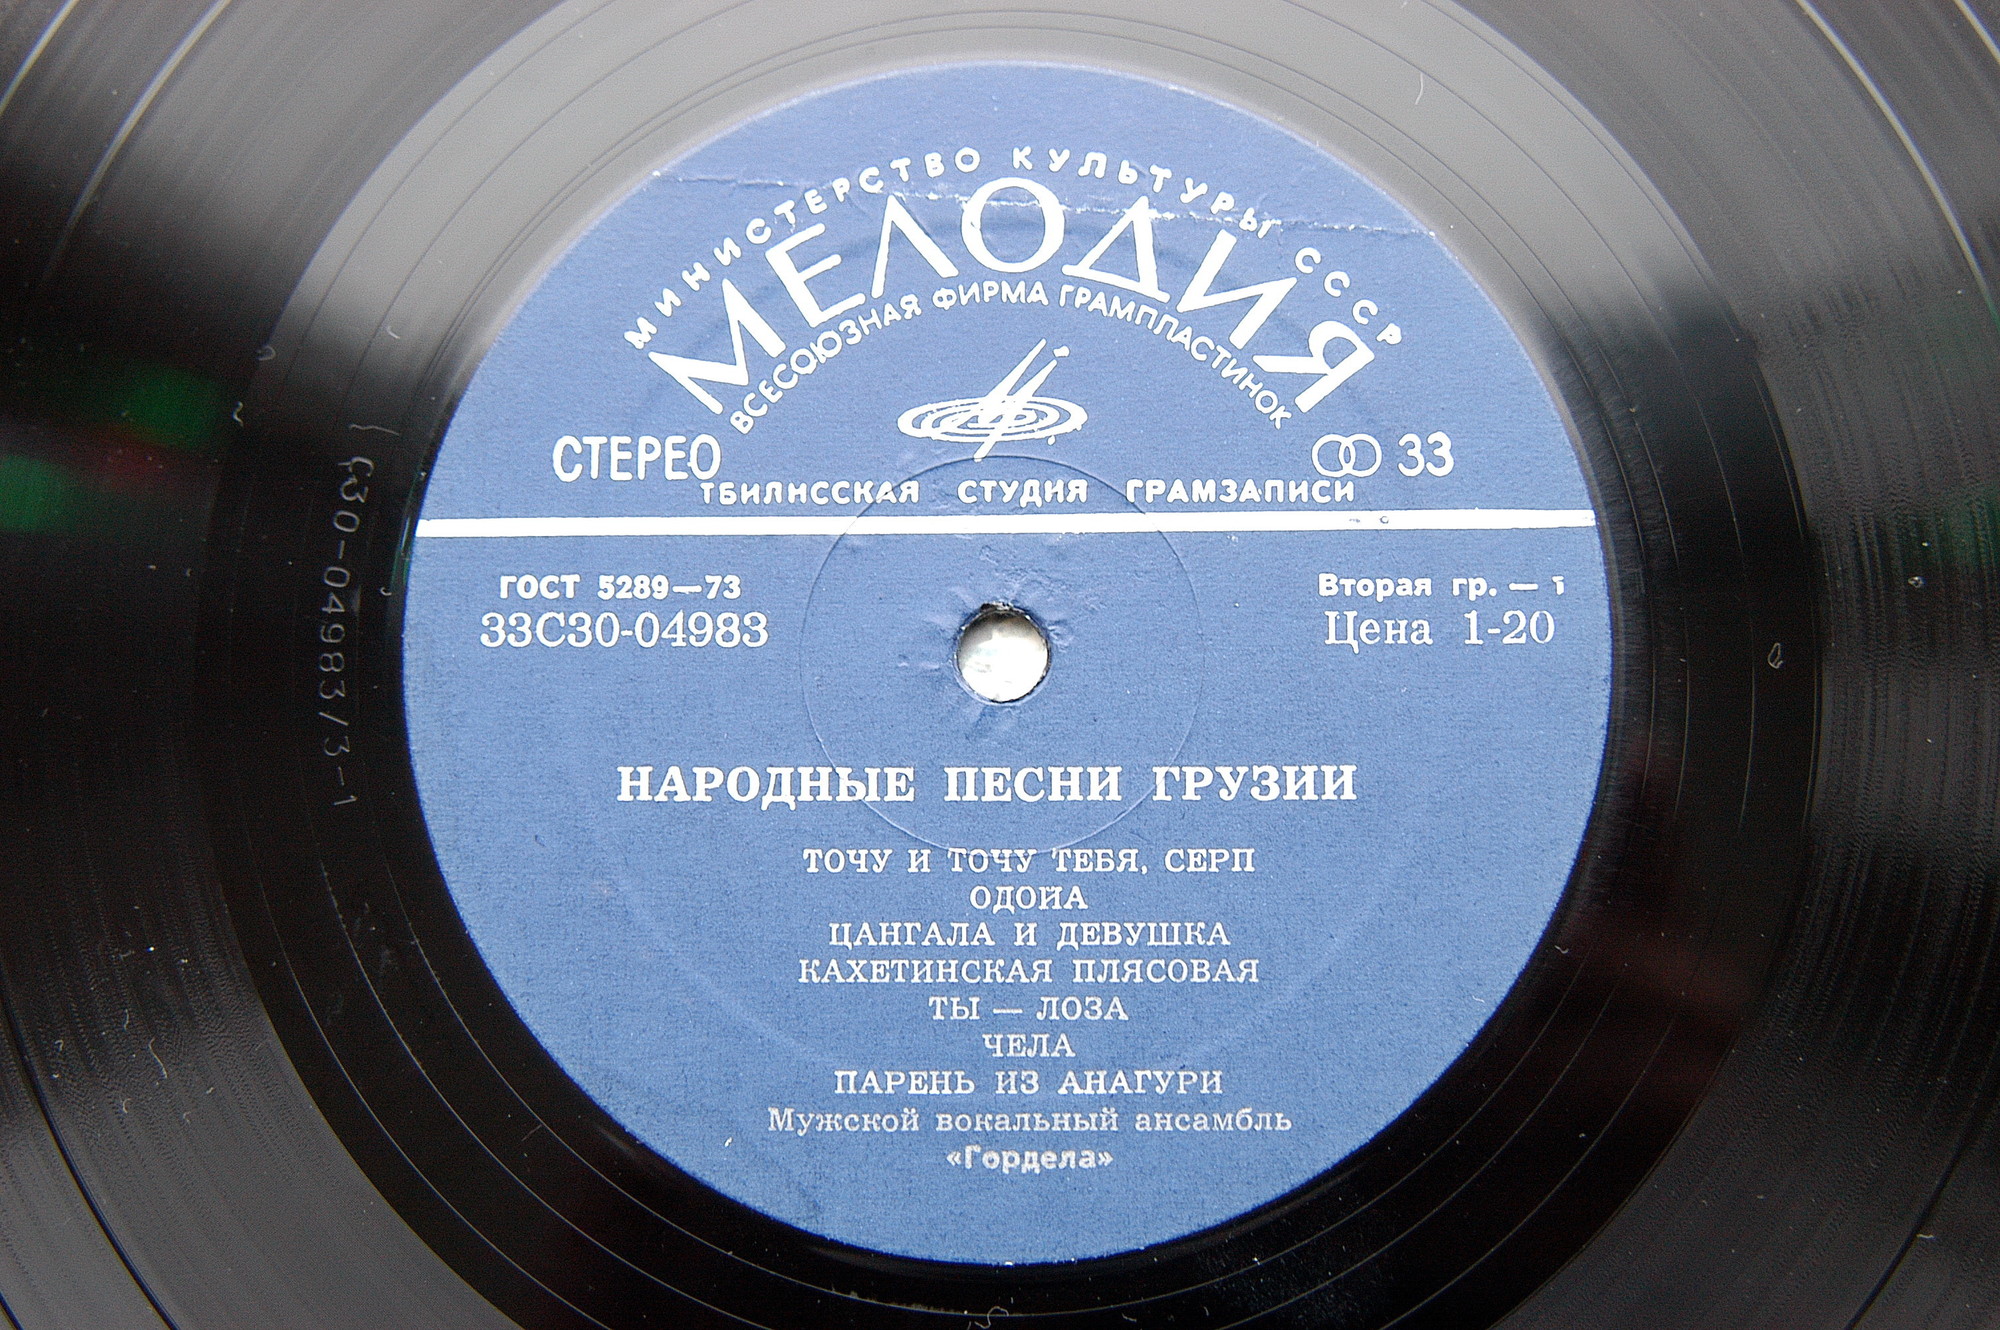 МИНИСТЕРСТВО КУЛЬТУРЫ СССР
МЕЛОДИЯ
ВСЕСОЮЗНАЯ ФИРМА ГРАМПЛАСТИНОК
СТЕРЕО
33
ТБИЛИССКАЯ СТУДИЯ ГРАМЗАПИСИ
ГОСТ 5289—73
Вторая гр. — 1
33С30-04983
Цена 1-20
НАРОДНЫЕ ПЕСНИ ГРУЗИИ
ТОЧУ И ТОЧУ ТЕБЯ, СЕРП
ОДОЙА
ЦАНГАЛА И ДЕВУШКА
КАХЕТИНСКАЯ ПЛЯСОВАЯ
ТЫ — ЛОЗА
ЧЕЛА
ПАРЕНЬ ИЗ АНАГУРИ
Мужской вокальный ансамбль
«Гордела»
С30-04983/3-1